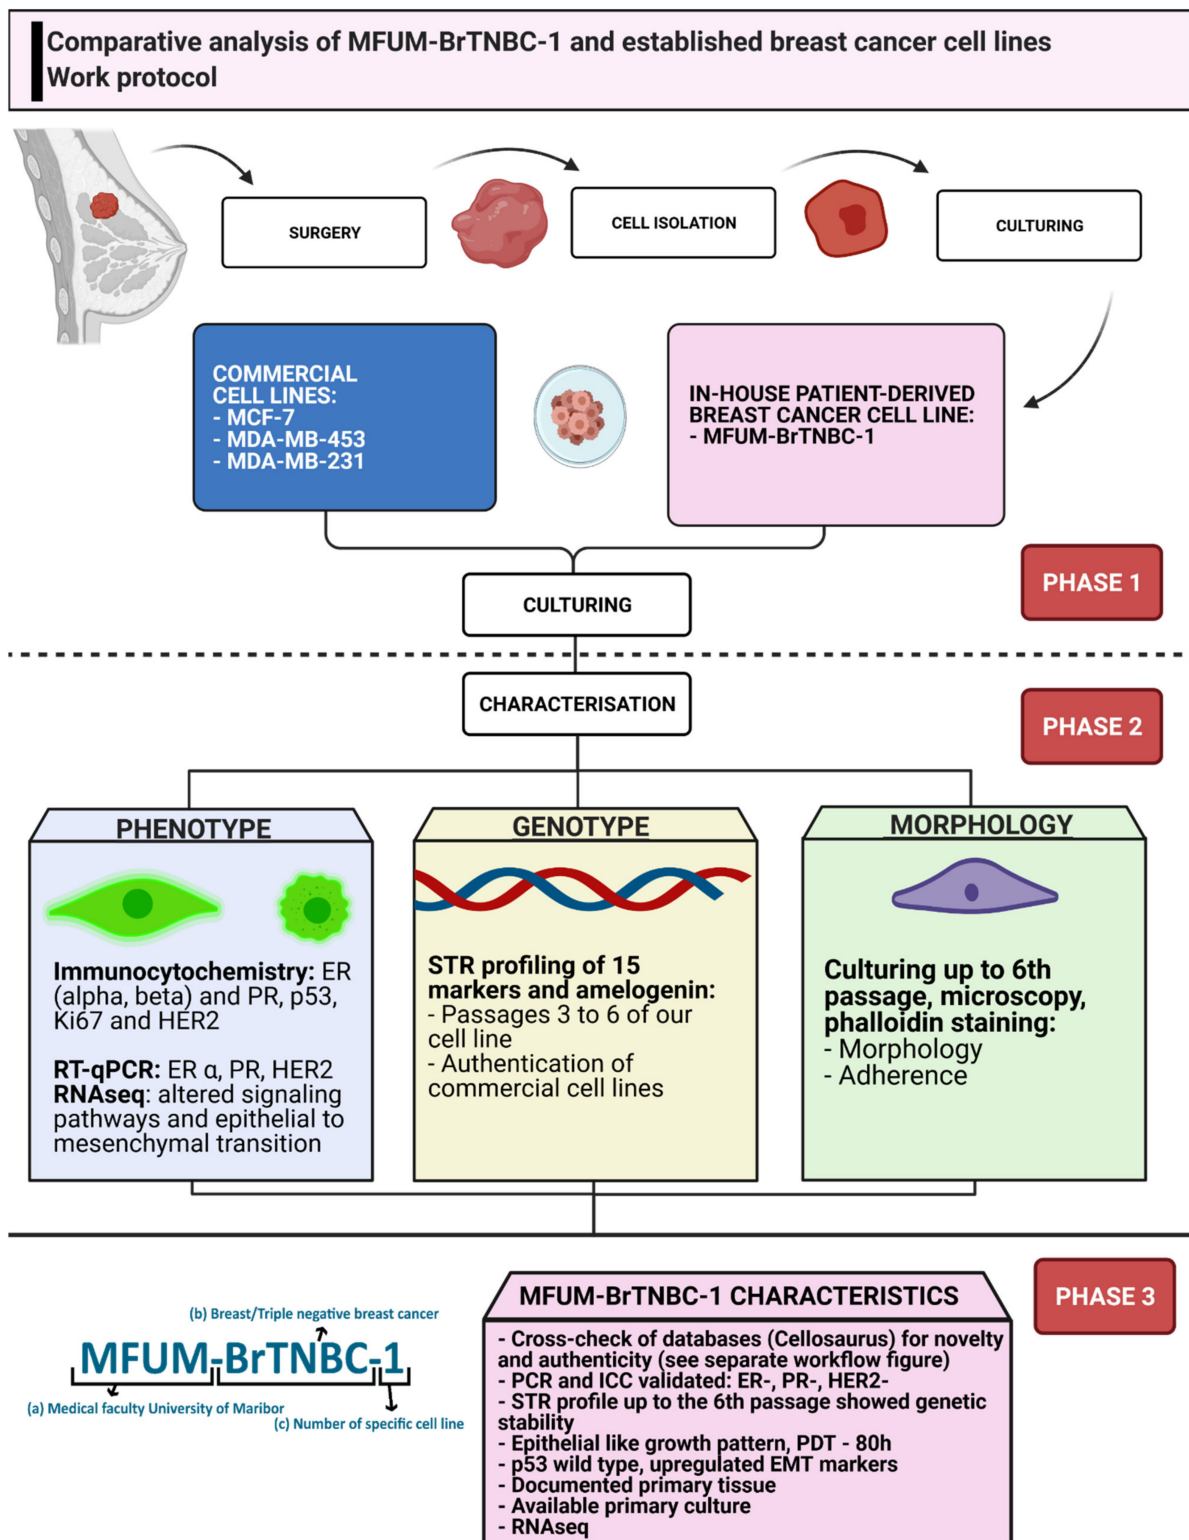 Comparative analysis of MFUM-BrTNBC-1 and established breast cancer cell lines
Work protocol
SURGERY
CELL ISOLATION
CULTURING
COMMERCIAL
CELL LINES:
- MCF-7
- MDA-MB-453
- MDA-MB-231
IN-HOUSE PATIENT-DERIVED
BREAST CANCER CELL LINE:
- MFUM-BrTNBC-1
PHASE 1
CULTURING
CHARACTERISATION
PHASE 2
PHENOTYPE
Immunocytochemistry: ER
(alpha, beta) and PR, p53,
Ki67 and HER2
RT-qPCR: ER α, PR, HER2
RNAseq: altered signaling
pathways and epithelial to
mesenchymal transition
GENOTYPE
STR profiling of 15
markers and amelogenin:
- Passages 3 to 6 of our
cell line
- Authentication of
commercial cell lines
MORPHOLOGY
Culturing up to 6th
passage, microscopy,
phalloidin staining:
- Morphology
- Adherence
PHASE 3
(b) Breast/Triple negative breast cancer
MFUM-BrTNBC-1
(a) Medical faculty University of Maribor
(c) Number of specific cell line
MFUM-BrTNBC-1 CHARACTERISTICS
- Cross-check of databases (Cellosaurus) for novelty
and authenticity (see separate workflow figure)
- PCR and ICC validated: ER-, PR-, HER2-
- STR profile up to the 6th passage showed genetic
stability
- Epithelial like growth pattern, PDT - 80h
- p53 wild type, upregulated EMT markers
- Documented primary tissue
- Available primary culture
- RNAseq